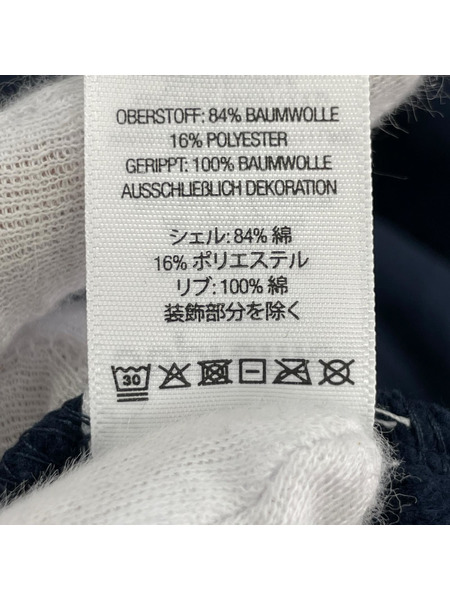 OBERSTOFF: 84% BAUMWOLLE
16% POLYESTER
GERIPPT: 100% BAUMWOLLE
AUSSCHLIEßLICH DEKORATION
シェル: 84% 綿
16% ポリエステル
リブ: 100% 綿
装飾部分を除く
30